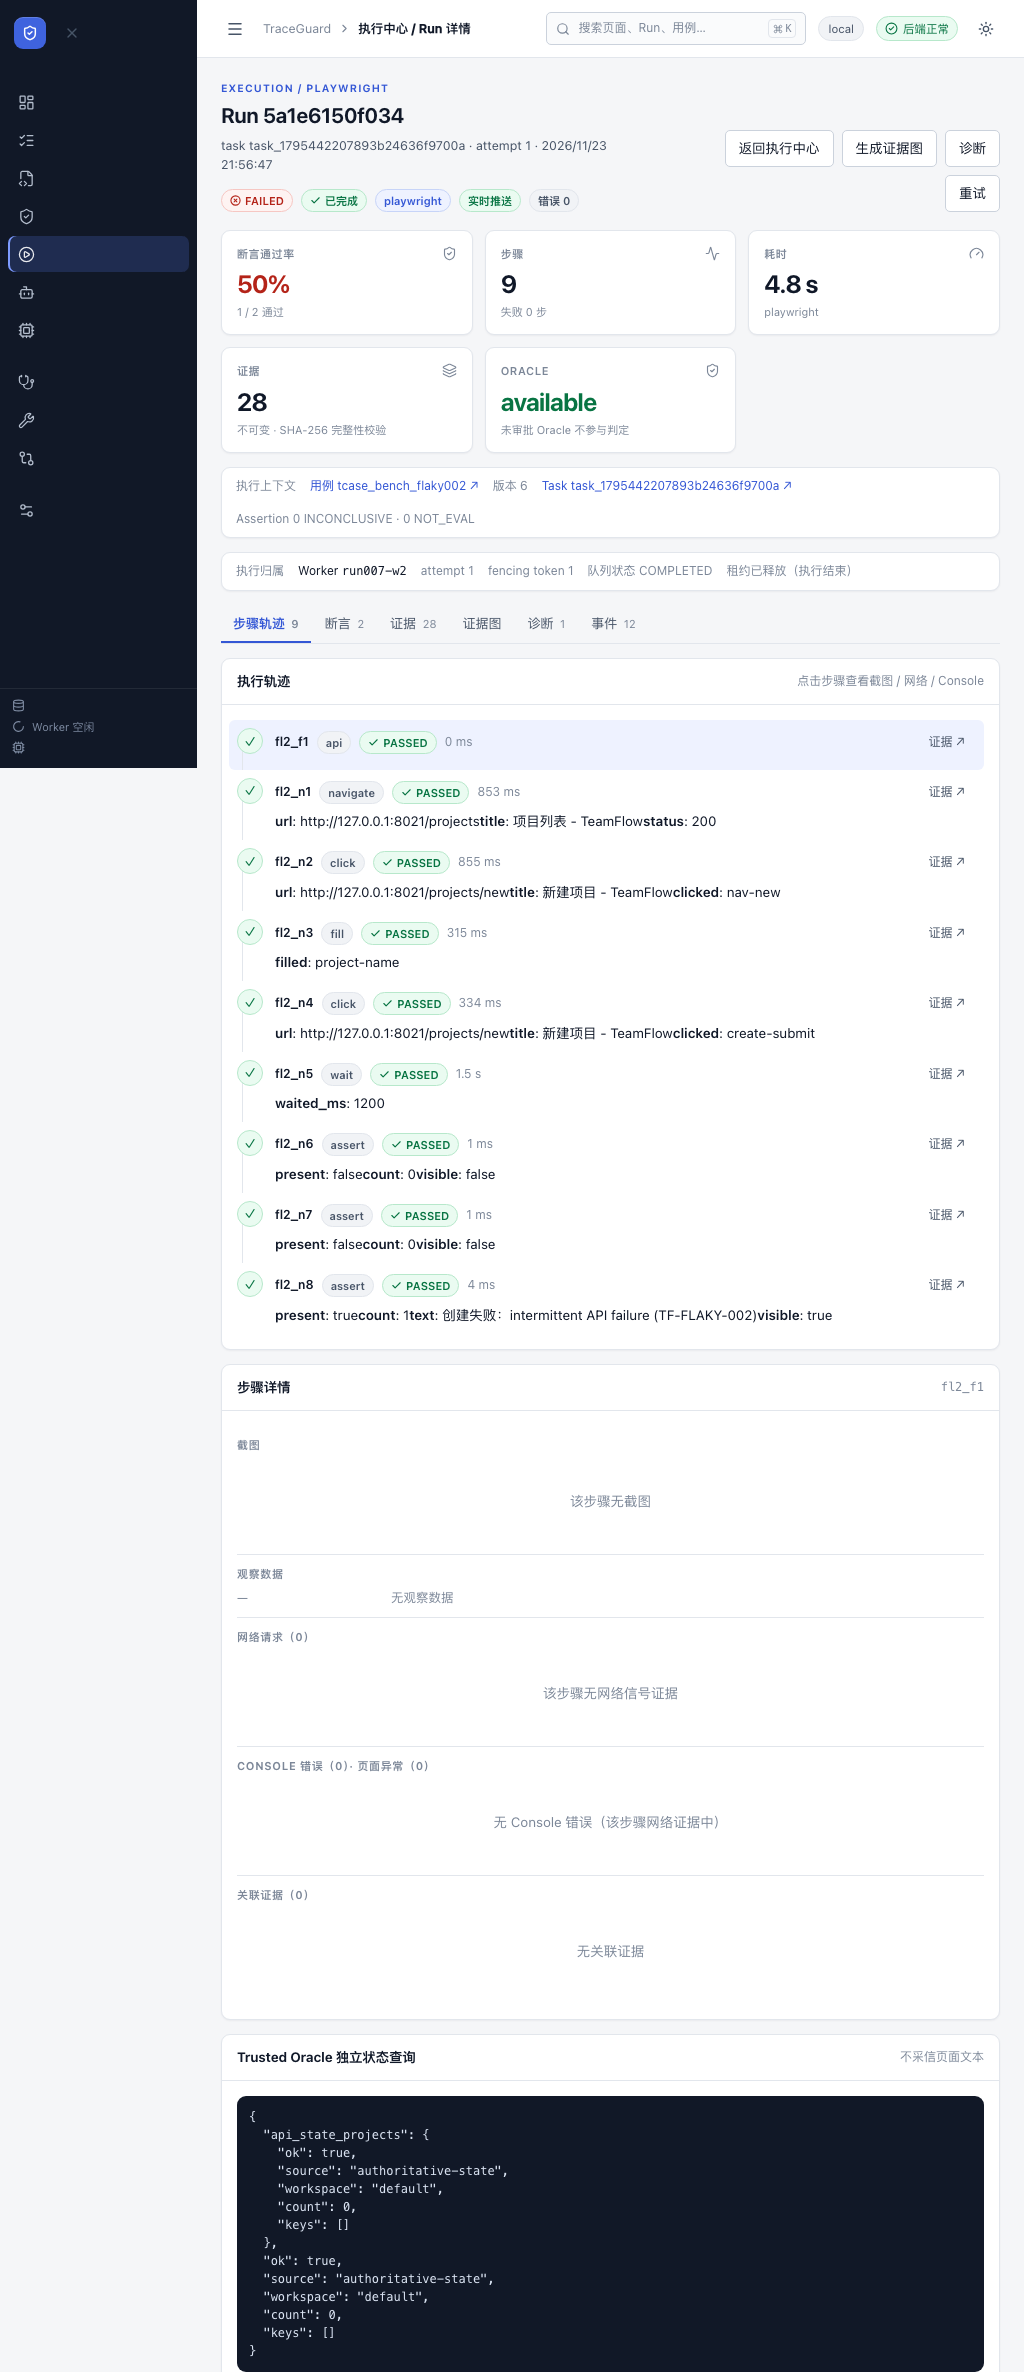 TraceGuard > 执行中心 / Run 详情
搜索页面、Run、用例...
⌘ K
local
后端正常
EXECUTION / PLAYWRIGHT
Run 5a1e6150f034
task task_1795442207893b24636f9700a · attempt 1 · 2026/11/23
21:56:47
返回执行中心
生成证据图
诊断
重试
FAILED
已完成
playwright
实时推送
错误 0
断言通过率
50%
1 / 2 通过
步骤
9
失败 0 步
耗时
4.8 s
playwright
证据
28
不可变 · SHA-256 完整性校验
ORACLE
available
未审批 Oracle 不参与判定
执行上下文 用例 tcase_bench_flaky002 ↗ 版本 6 Task task_1795442207893b24636f9700a ↗
Assertion 0 INCONCLUSIVE · 0 NOT_EVAL
执行归属 Worker run007-w2 attempt 1 fencing token 1 队列状态 COMPLETED 租约已释放（执行结束）
步骤轨迹 9 断言 2 证据 28 证据图 诊断 1 事件 12
Worker 空闲
执行轨迹
点击步骤查看截图 / 网络 / Console
fl2_f1 api PASSED 0 ms 证据 ↗
fl2_n1 navigate PASSED 853 ms 证据 ↗
url: http://127.0.0.1:8021/projectstitle: 项目列表 - TeamFlowstatus: 200
fl2_n2 click PASSED 855 ms 证据 ↗
url: http://127.0.0.1:8021/projects/newtitle: 新建项目 - TeamFlowclicked: nav-new
fl2_n3 fill PASSED 315 ms 证据 ↗
filled: project-name
fl2_n4 click PASSED 334 ms 证据 ↗
url: http://127.0.0.1:8021/projects/newtitle: 新建项目 - TeamFlowclicked: create-submit
fl2_n5 wait PASSED 1.5 s 证据 ↗
waited_ms: 1200
fl2_n6 assert PASSED 1 ms 证据 ↗
present: falsecount: 0visible: false
fl2_n7 assert PASSED 1 ms 证据 ↗
present: falsecount: 0visible: false
fl2_n8 assert PASSED 4 ms 证据 ↗
present: truecount: 1text: 创建失败：intermittent API failure (TF-FLAKY-002)visible: true
步骤详情
fl2_f1
截图
该步骤无截图
观察数据
— 无观察数据
网络请求（0）
该步骤无网络信号证据
CONSOLE 错误（0）· 页面异常（0）
无 Console 错误（该步骤网络证据中）
关联证据（0）
无关联证据
Trusted Oracle 独立状态查询
不采信页面文本
{
"api_state_projects": {
"ok": true,
"source": "authoritative-state",
"workspace": "default",
"count": 0,
"keys": []
},
"ok": true,
"source": "authoritative-state",
"workspace": "default",
"count": 0,
"keys": []
}